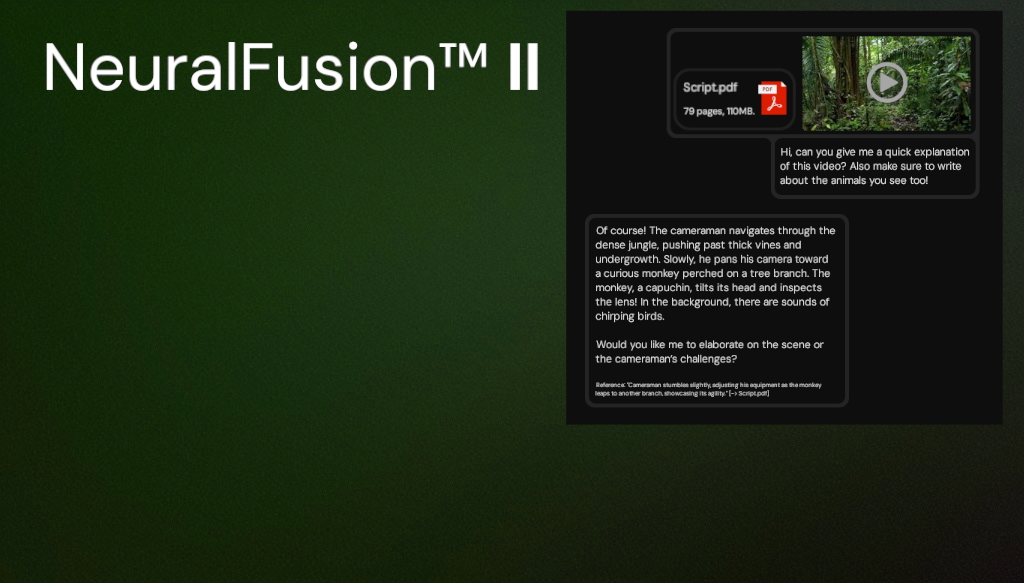 NeuralFusion™ II
Script.pdf
PDF
79 pages, 110MB.
Hi, can you give me a quick explanation
of this video? Also make sure to write
about the animals you see too!
Of course! The cameraman navigates through the
dense jungle, pushing past thick vines and
undergrowth. Slowly, he pans his camera toward
a curious monkey perched on a tree branch. The
monkey, a capuchin, tilts its head and inspects
the lens! In the background, there are sounds of
chirping birds.
Would you like me to elaborate on the scene or
the cameraman's challenges?
Reference: "Cameraman stumbles slightly, adjusting his equipment as the monkey
leaps to another branch, showcasing its agility." [-> Script.pdf]